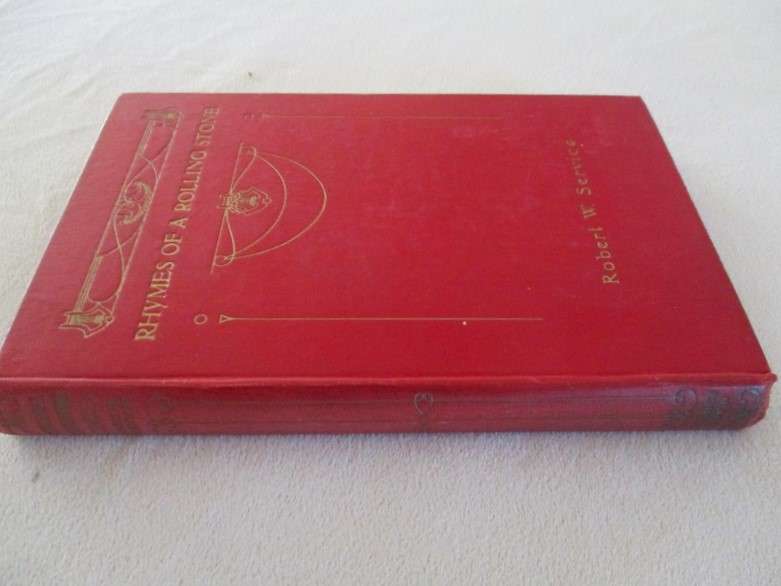 RHYMES OF A ROLLING STONE
Robert W. Service